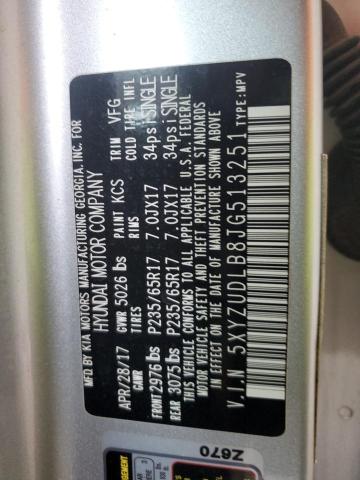 MFD.BY KIA MOTORS MANUFACTURING GEORGIA, INC. FOR
HYUNDAI MOTOR COMPANY
APR/28/17 GVWR 5026 lbs PAINT KCS TRIM VFG
TIRES RIMS COLD TIRE INFL
FRONT 2976 lbs P235/65R17 7.0JX17 34psi SINGLE
REAR 3075 lbs P235/65R17 7.0JX17 34psi SINGLE
THIS VEHICLE CONFORMS TO ALL APPLICABLE U.S.A. FEDERAL
MOTOR VEHICLE SAFETY AND THEFT PREVENTION STANDARDS
IN EFFECT ON THE DATE OF MANUFACTURE SHOWN ABOVE.
V.I.N 5XYZUDLB8JG513251 TYPE:MPV
Z670